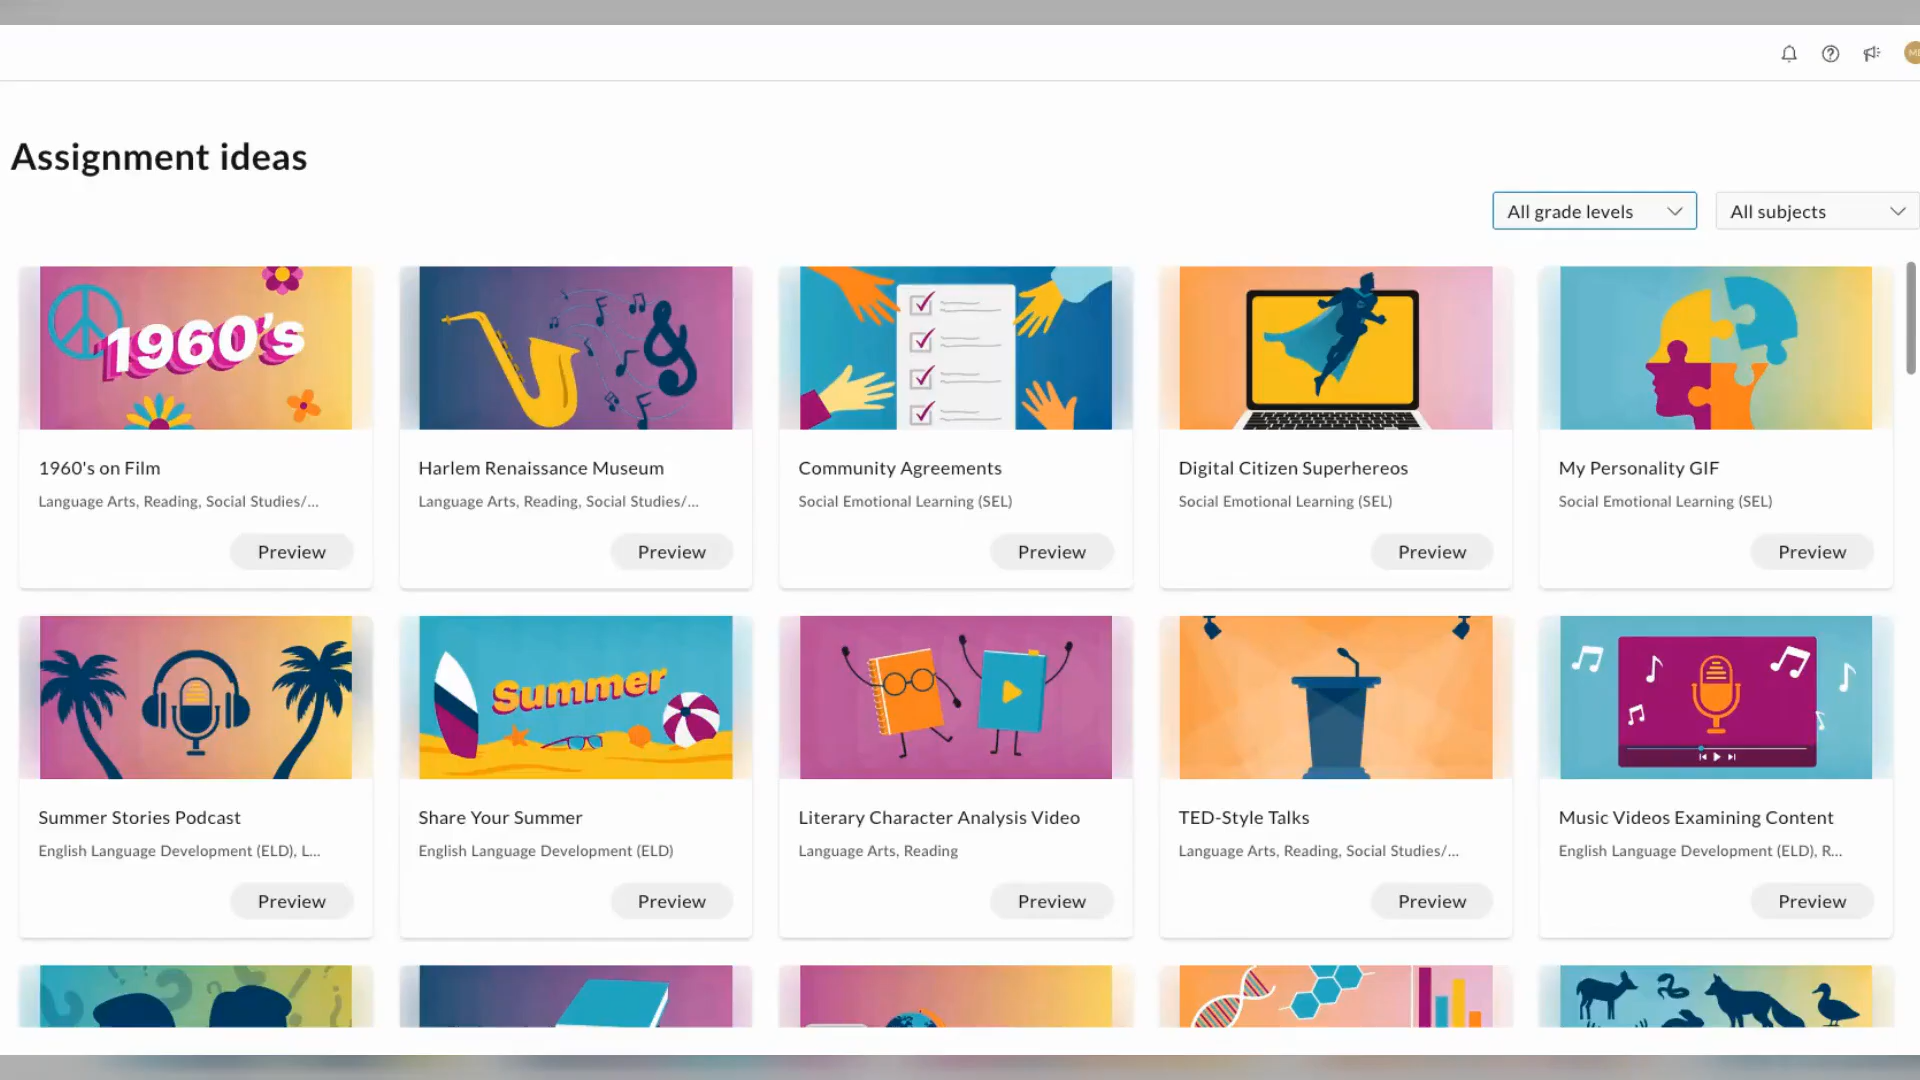 Assignment ideas
All grade levels
All subjects
1960's
1960's on Film
Language Arts, Reading, Social Studies/...
Preview
Harlem Renaissance Museum
Language Arts, Reading, Social Studies/...
Preview
Community Agreements
Social Emotional Learning (SEL)
Preview
Digital Citizen Superhereos
Social Emotional Learning (SEL)
Preview
My Personality GIF
Social Emotional Learning (SEL)
Preview
Summer Stories Podcast
English Language Development (ELD), L...
Preview
Summer
Share Your Summer
English Language Development (ELD)
Preview
Literary Character Analysis Video
Language Arts, Reading
Preview
TED-Style Talks
Language Arts, Reading, Social Studies/...
Preview
Music Videos Examining Content
English Language Development (ELD), R...
Preview